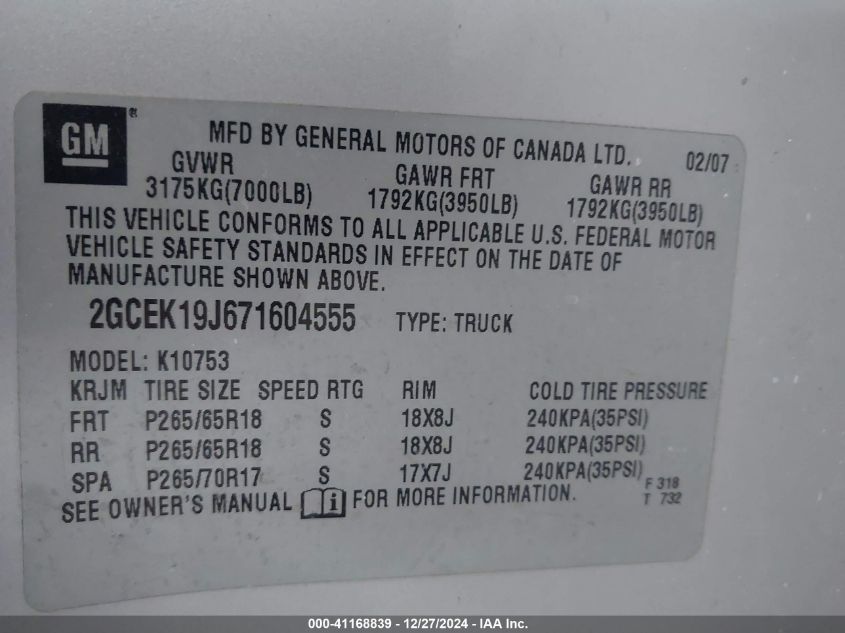 GM ®
MFD BY GENERAL MOTORS OF CANADA LTD. 02/07
GVWR GAWR FRT GAWR RR
3175KG(7000LB) 1792KG(3950LB) 1792KG(3950LB)
THIS VEHICLE CONFORMS TO ALL APPLICABLE U.S. FEDERAL MOTOR
VEHICLE SAFETY STANDARDS IN EFFECT ON THE DATE OF
MANUFACTURE SHOWN ABOVE.
2GCEK19J671604555 TYPE: TRUCK
MODEL: K10753
KRJM TIRE SIZE SPEED RTG RIM COLD TIRE PRESSURE
FRT P265/65R18 S 18X8J 240KPA(35PSI)
RR P265/65R18 S 18X8J 240KPA(35PSI)
SPA P265/70R17 S 17X7J 240KPA(35PSI)
SEE OWNER'S MANUAL i FOR MORE INFORMATION.
F 318
T 732
000-41168839 - 12/27/2024 - IAA Inc.